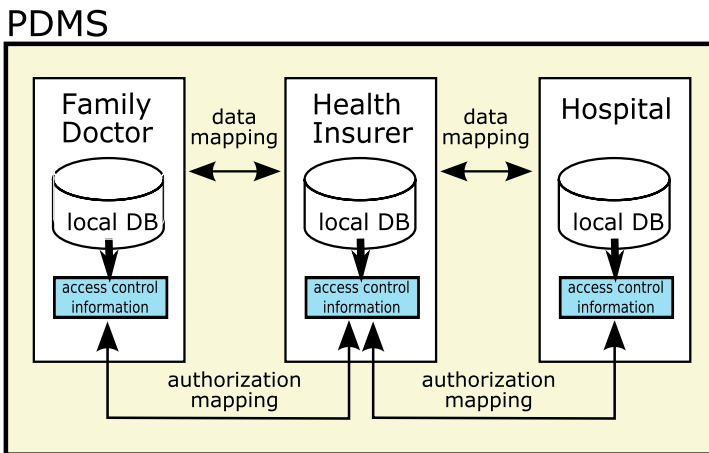 PDMS
Family
Doctor
data
mapping
Health
Insurer
data
mapping
Hospital
local DB
local DB
local DB
access control
information
access control
information
access control
information
authorization
mapping
authorization
mapping